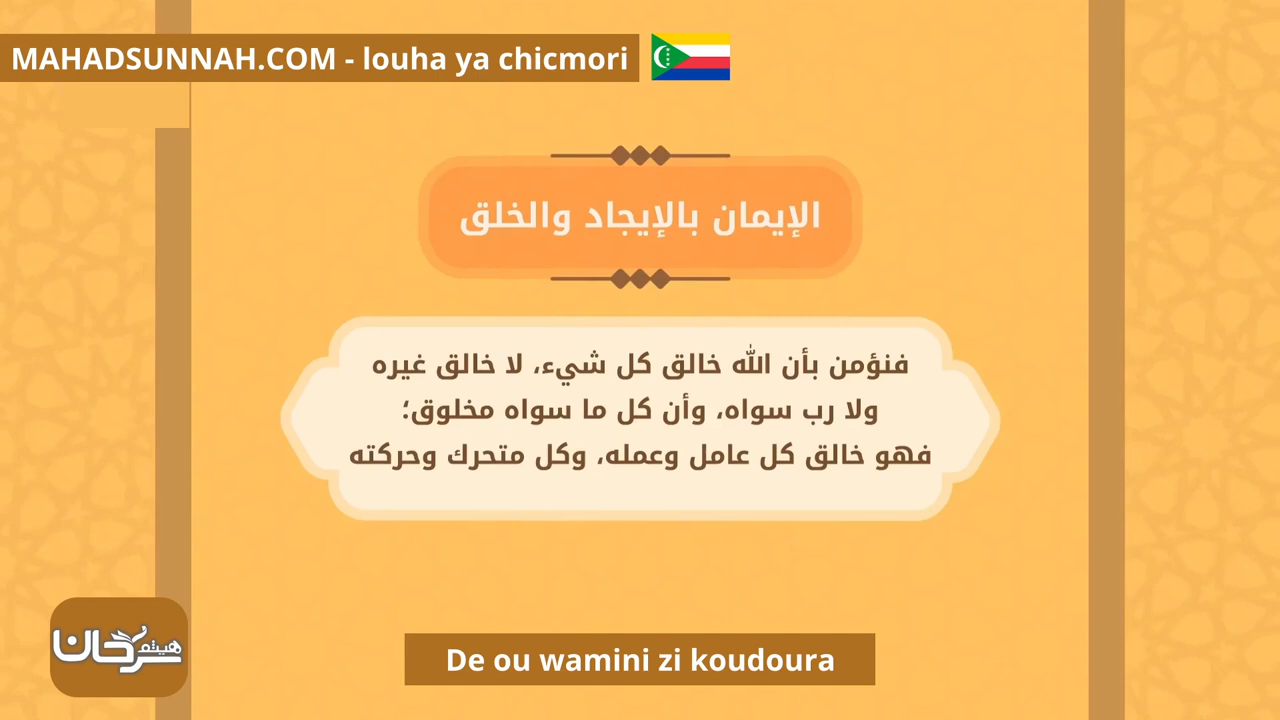 MAHADSUNNAH.COM - louha ya chicmori
الإيمان بالإيجاد والخلق
فنؤمن بأن الله خالق كل شيء، لا خالق غيره
ولا رب سواه، وأن كل ما سواه مخلوق؛
فهو خالق كل عامل وعمله، وكل متحرك وحركته
هيثم
سرحان
De ou wamini zi koudoura